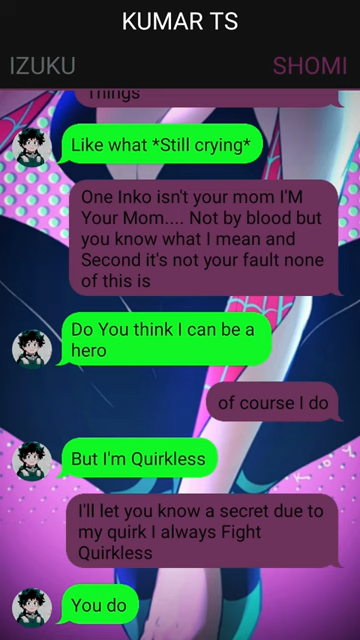 KUMAR TS
IZUKU
SHOMI
Things
Like what *Still crying*
One Inko isn't your mom I'M
Your Mom.... Not by blood but
you know what I mean and
Second it's not your fault none
of this is
Do You think I can be a
hero
of course I do
But I'm Quirkless
I'll let you know a secret due to
my quirk I always Fight
Quirkless
You do